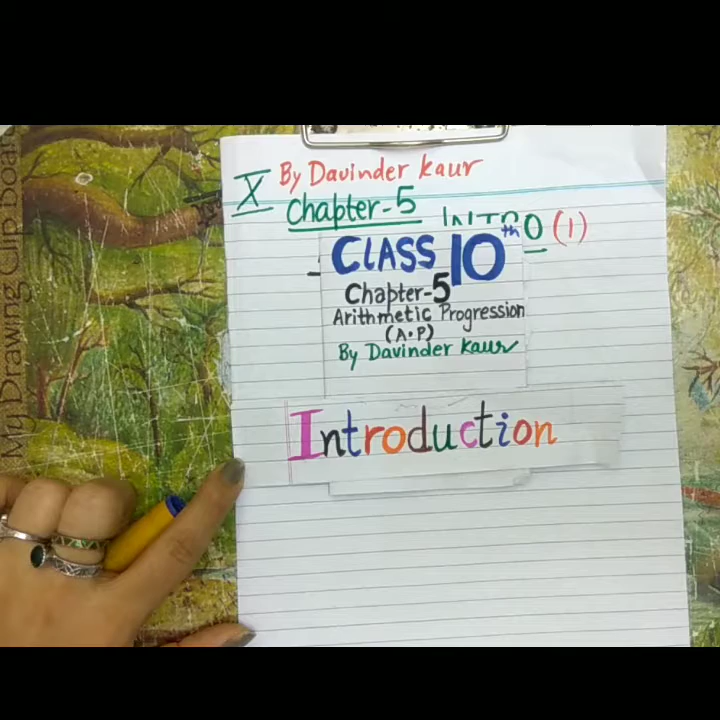 X By Davinder Kaur
Chapter-5
INTRO (1)
CLASS 10th
Chapter-5
Arithmetic Progression
(A.P)
By Davinder Kaur
Introduction
My Drawing Clip Board